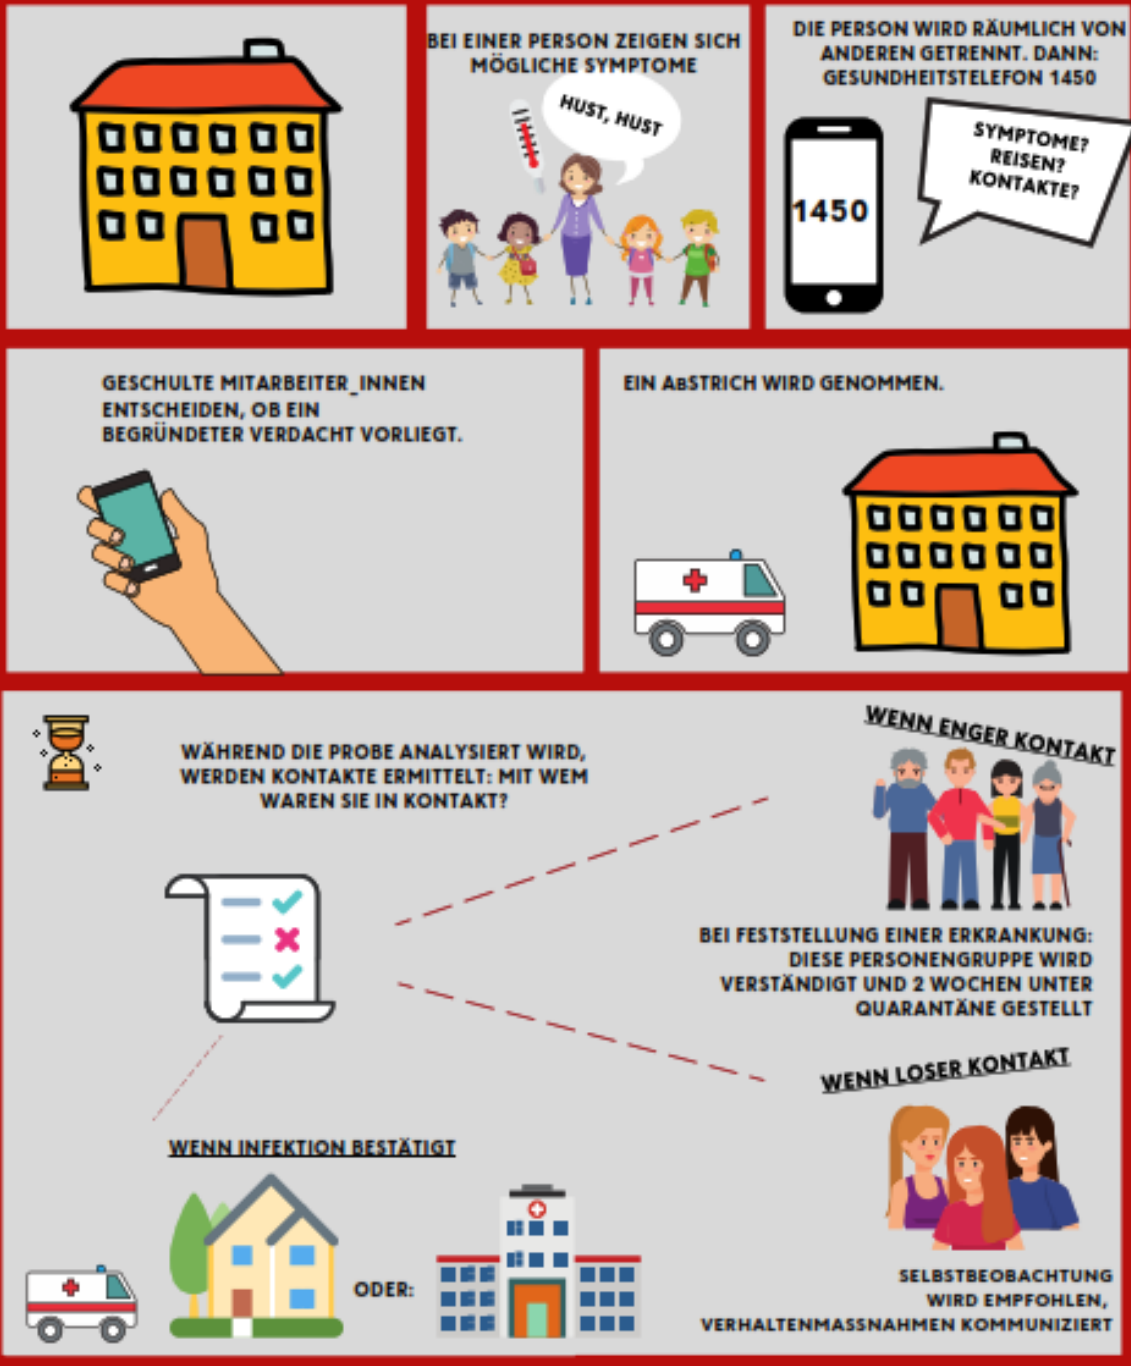 BEI EINER PERSON ZEIGEN SICH
MÖGLICHE SYMPTOME
HUST, HUST
DIE PERSON WIRD RÄUMLICH VON
ANDEREN GETRENNT. DANN:
GESUNDHEITSTELEFON 1450
1450
SYMPTOME?
REISEN?
KONTAKTE?
GESCHULTE MITARBEITER_INNEN
ENTSCHEIDEN, OB EIN
BEGRÜNDETER VERDACHT VORLIEGT.
EIN ABSTRICH WIRD GENOMMEN.
WÄHREND DIE PROBE ANALYSIERT WIRD,
WERDEN KONTAKTE ERMITTELT: MIT WEM
WAREN SIE IN KONTAKT?
WENN ENGER KONTAKT
BEI FESTSTELLUNG EINER ERKRANKUNG:
DIESE PERSONENGRUPPE WIRD
VERSTÄNDIGT UND 2 WOCHEN UNTER
QUARANTÄNE GESTELLT
WENN LOSER KONTAKT
SELBSTBEOBACHTUNG
WIRD EMPFOHLEN,
VERHALTENMASSNAHMEN KOMMUNIZIERT
WENN INFEKTION BESTÄTIGT
ODER: